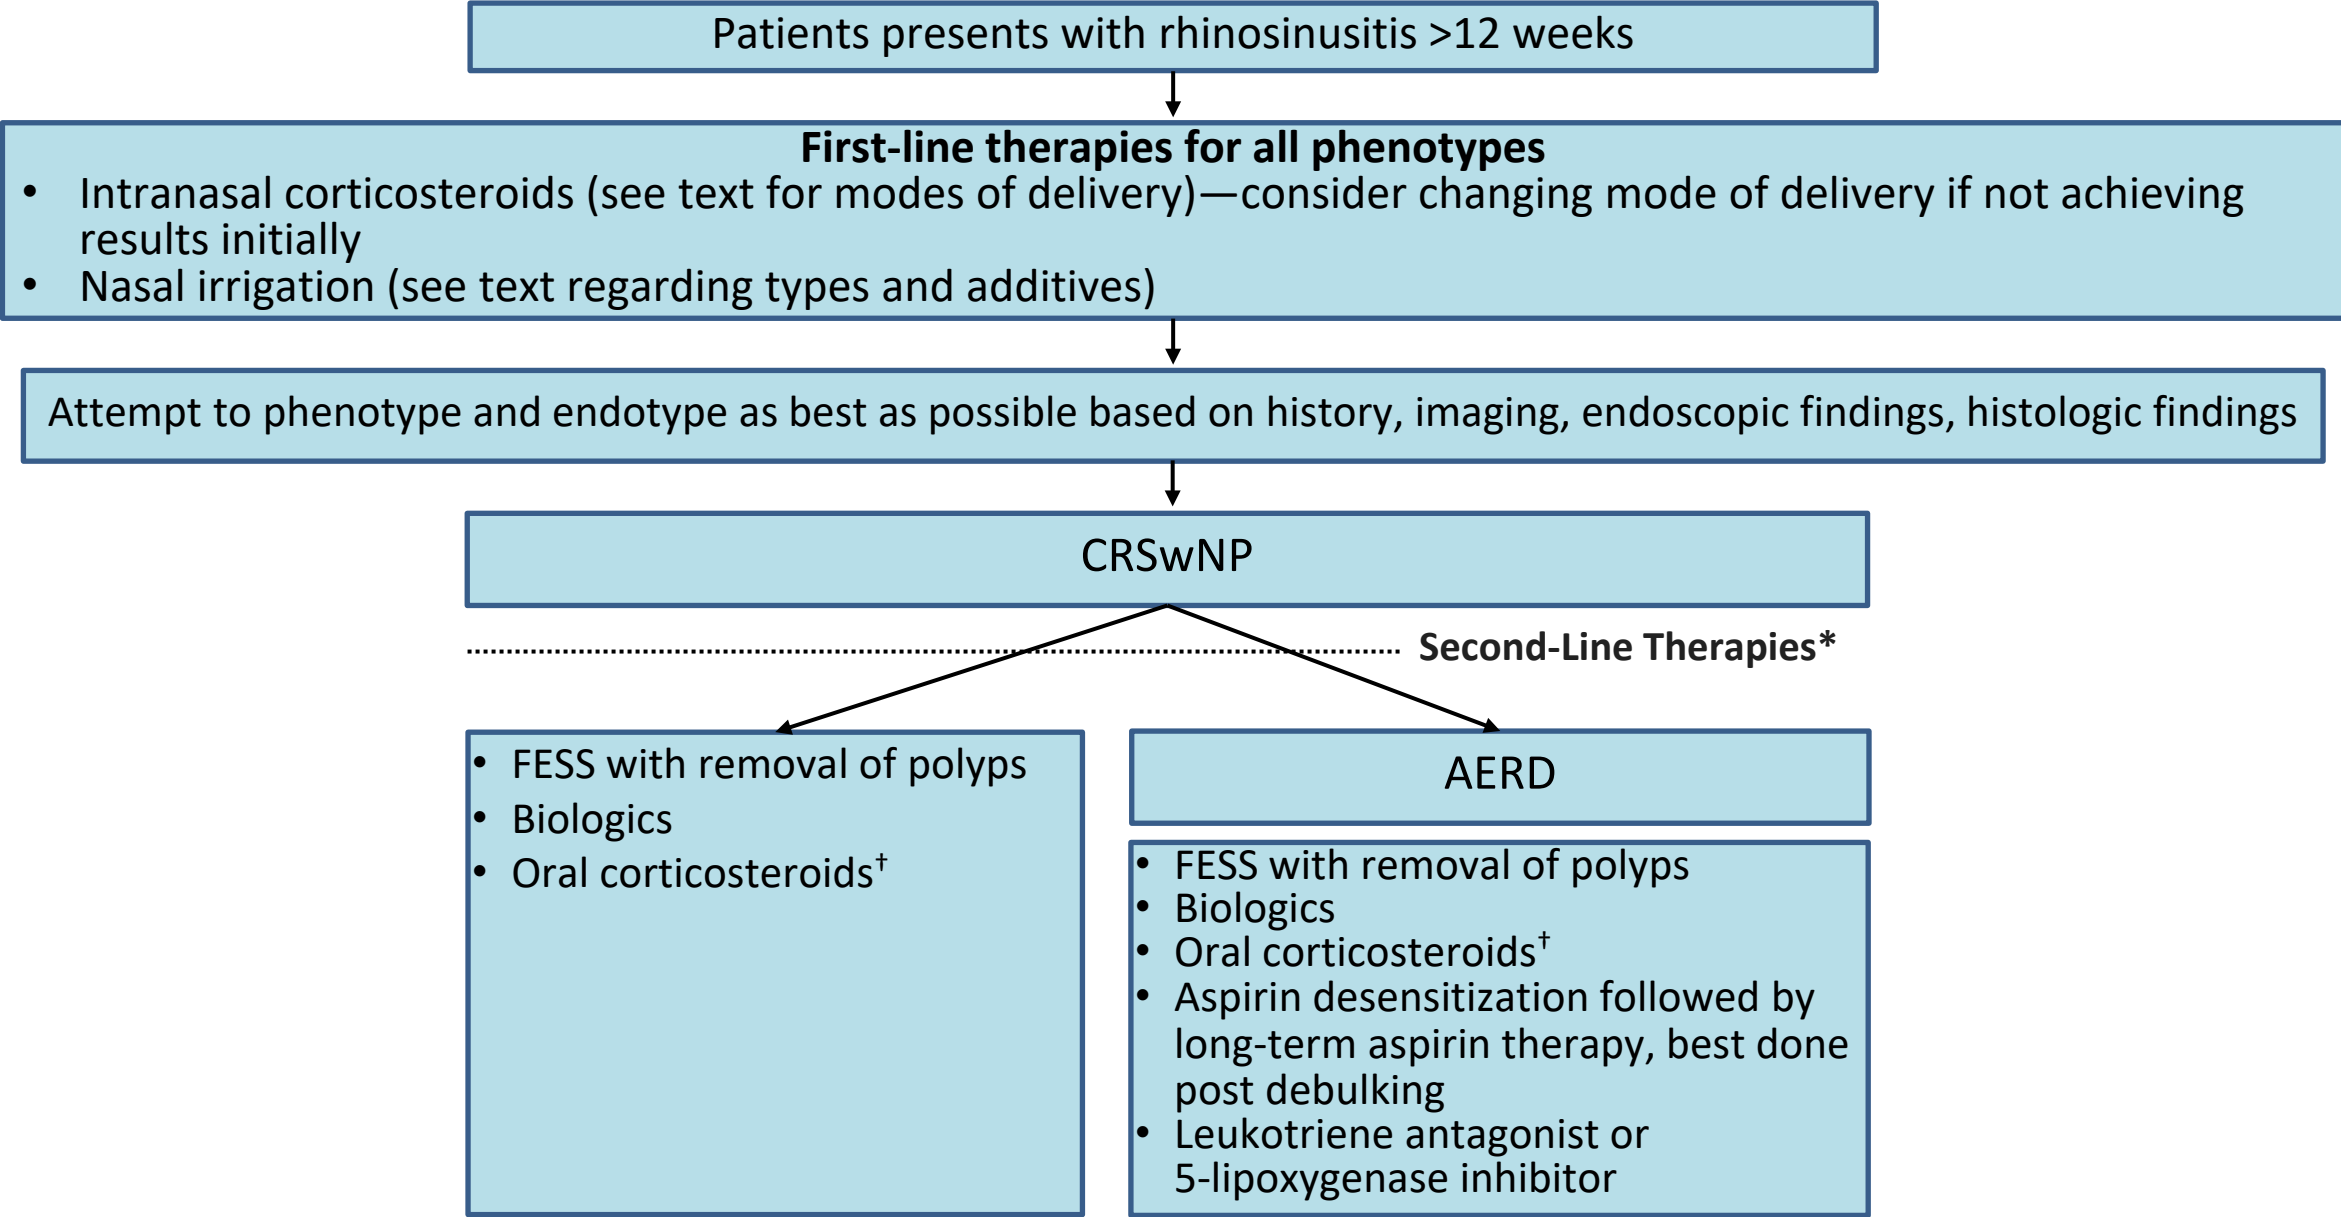 Patients presents with rhinosinusitis >12 weeks
First-line therapies for all phenotypes
• Intranasal corticosteroids (see text for modes of delivery)—consider changing mode of delivery if not achieving
results initially
• Nasal irrigation (see text regarding types and additives)
Attempt to phenotype and endotype as best as possible based on history, imaging, endoscopic findings, histologic findings
CRSwNP
Second-Line Therapies*
• FESS with removal of polyps
• Biologics
• Oral corticosteroids†
AERD
• FESS with removal of polyps
• Biologics
• Oral corticosteroids†
• Aspirin desensitization followed by
long-term aspirin therapy, best done
post debulking
• Leukotriene antagonist or
5-lipoxygenase inhibitor